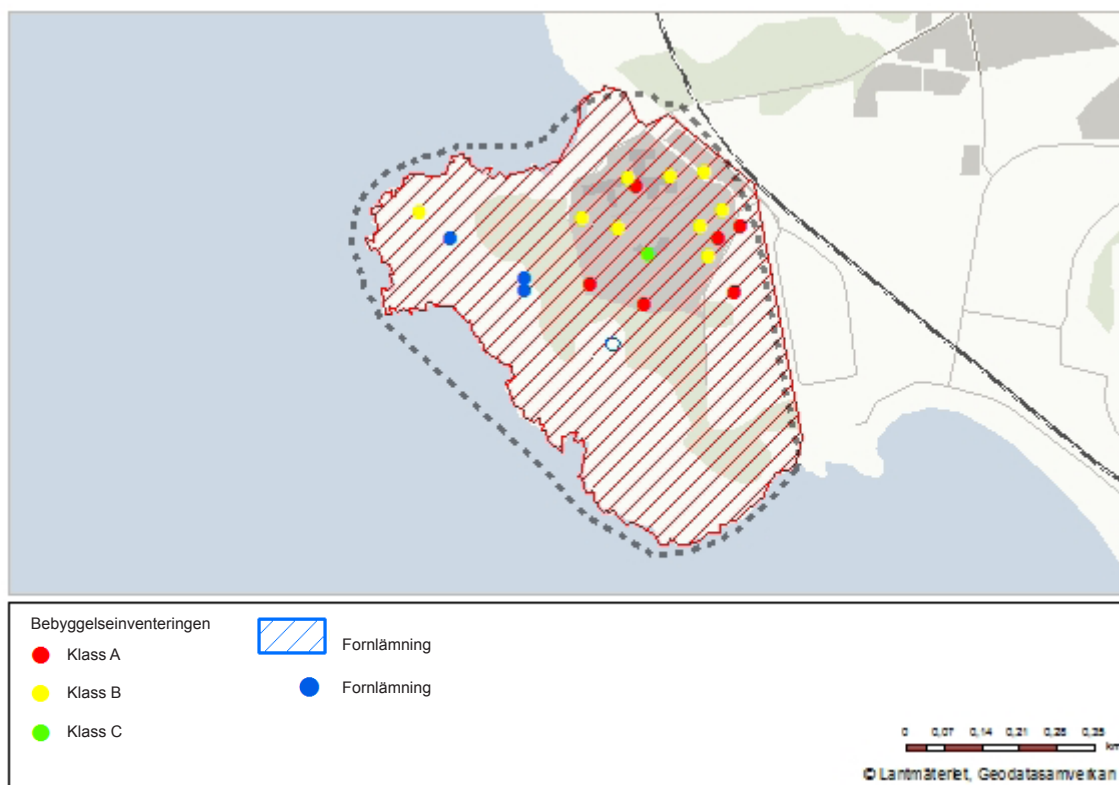 Bebyggelseinventeringen
Klass A
Klass B
Klass C
Fornlämning
Fornlämning
0 0,07 0,14 0,21 0,28 0,35
km
© Lantmäteriet, Geodatasamverkan